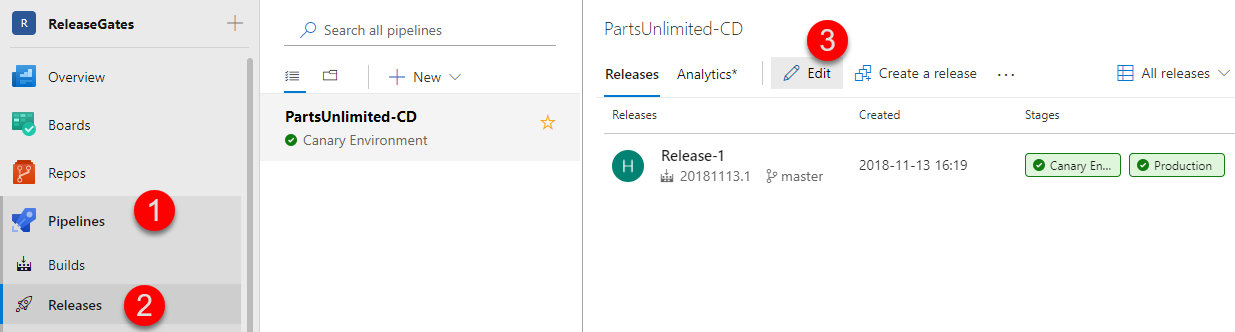 R ReleaseGates
Overview
Boards
Repos
Pipelines 1
Builds
Releases 2
Search all pipelines
New
PartsUnlimited-CD
Canary Environment
PartsUnlimited-CD
3
Releases Analytics* Edit Create a release ... All releases
Releases Created Stages
H Release-1 2018-11-13 16:19 Canary En... Production
20181113.1 master